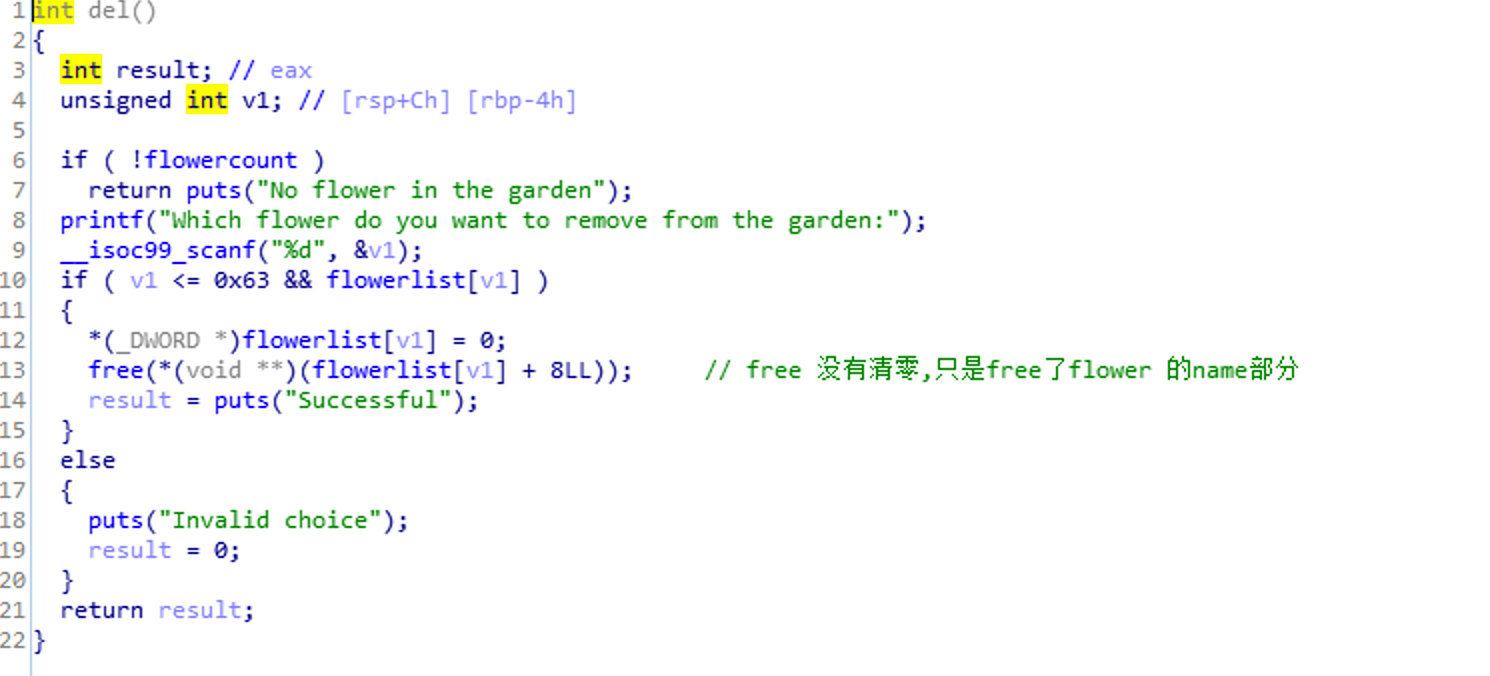 1 int del()
2 {
3   int result; // eax
4   unsigned int v1; // [rsp+Ch] [rbp-4h]
5
6   if ( !flowercount )
7     return puts("No flower in the garden");
8   printf("Which flower do you want to remove from the garden:");
9   __isoc99_scanf("%d", &v1);
10   if ( v1 <= 0x63 && flowerlist[v1] )
11   {
12     *(_DWORD *)flowerlist[v1] = 0;
13     free(*(void **)(flowerlist[v1] + 8LL));     // free 没有清零,只是free了flower 的name部分
14     result = puts("Successful");
15   }
16   else
17   {
18     puts("Invalid choice");
19     result = 0;
20   }
21   return result;
22 }